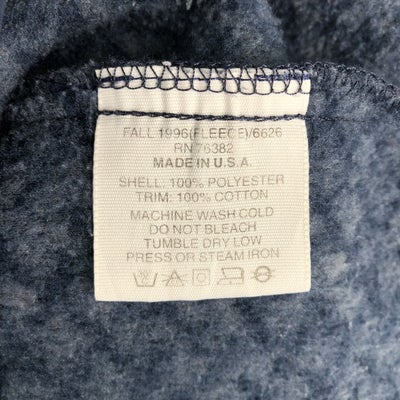 FALL 1996(FLEECE)/6626
RN 76382
MADE IN U.S.A.
SHELL: 100% POLYESTER
TRIM: 100% COTTON
MACHINE WASH COLD
DO NOT BLEACH
TUMBLE DRY LOW
PRESS OR STEAM IRON